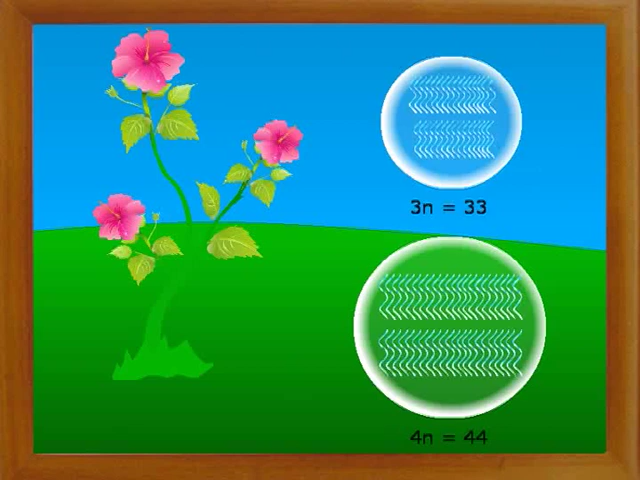 3n = 33
4n = 44